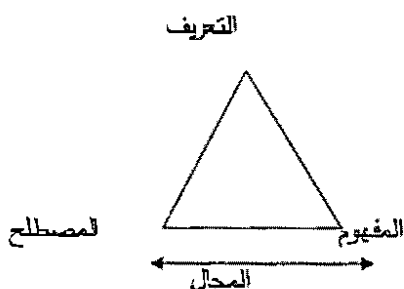 التعريف
المفهوم
المصطلح
المجال